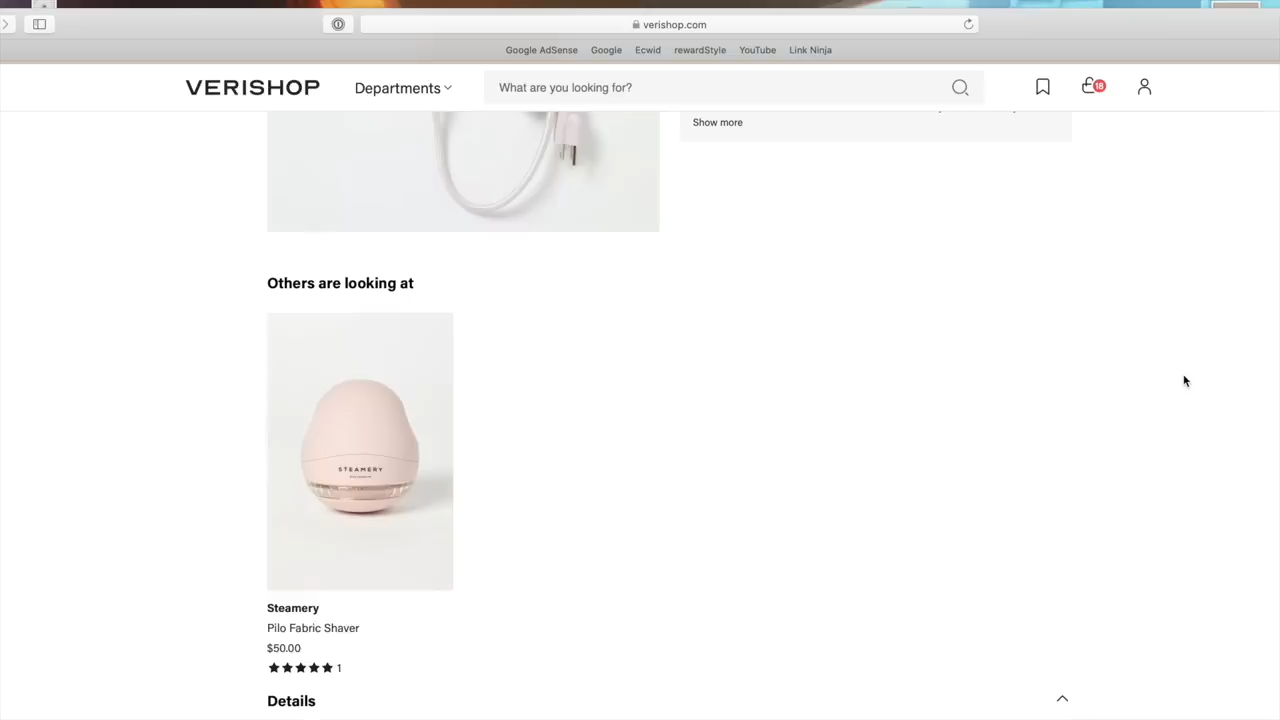 verishop.com
Google AdSense Google Ecwid rewardStyle YouTube Link Ninja
VERISHOP Departments What are you looking for? 18
Show more
Others are looking at
STEAMERY
Steamery
Pilo Fabric Shaver
$50.00
1
Details